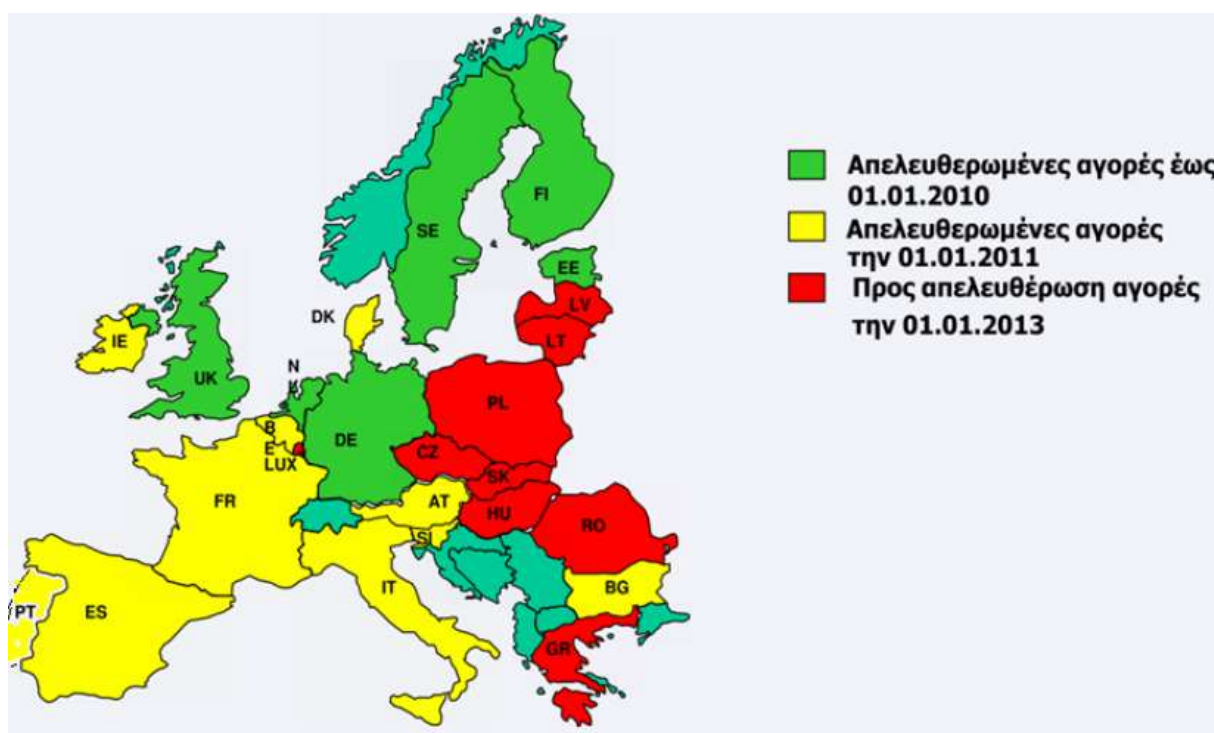 Απελευθερωμένες αγορές έως
01.01.2010
Απελευθερωμένες αγορές
την 01.01.2011
Προς απελευθέρωση αγορές
την 01.01.2013
FI
SE
EE
LV
DK
LT
IE
UK
PL
B
E
DE
CZ
LUX
SK
FR
AT
HU
RO
SI
IT
BG
PT
ES
GR